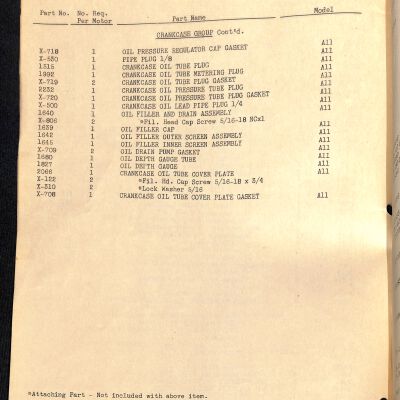 Part No. No. Req. Per Motor Part Name Model
CRANKCASE GROUP Cont'd.
X-718 1 OIL PRESSURE REGULATOR CAP GASKET All
X-530 1 PIPE PLUG 1/8 All
1315 1 CRANKCASE OIL TUBE PLUG All
1992 1 CRANKCASE OIL TUBE METERING PLUG All
X-719 2 CRANKCASE OIL TUBE PLUG GASKET All
2232 1 CRANKCASE OIL PRESSURE TUBE PLUG All
X-720 1 CRANKCASE OIL PRESSURE TUBE PLUG GASKET All
X-500 1 CRANKCASE OIL LEAD PIPE PLUG 1/4 All
1640 1 OIL FILLER AND DRAIN ASSEMBLY All
X-806 2 *Fil. Head Cap Screw 5/16-18 NCx1
1639 1 OIL FILLER CAP All
1642 1 OIL FILLER OUTER SCREEN ASSEMBLY All
1645 1 OIL FILLER INNER SCREEN ASSEMBLY All
X-709 2 OIL DRAIN PUMP GASKET All
1680 1 OIL DEPTH GAUGE TUBE All
1827 1 OIL DEPTH GAUGE All
2066 1 CRANKCASE OIL TUBE COVER PLATE All
X-122 2 *Fil. Hd. Cap Screw 5/16-18 x 3/4
X-310 2 *Lock Washer 5/16
X-708 1 CRANKCASE OIL TUBE COVER PLATE GASKET All
*Attaching Part - Not included with above item.